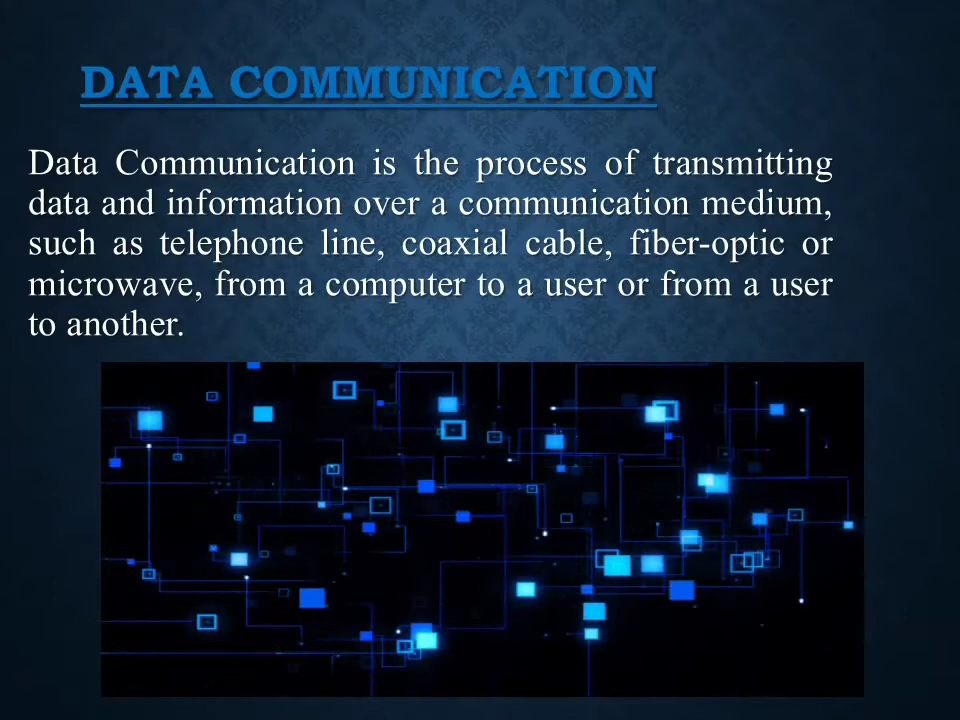 DATA COMMUNICATION
Data Communication is the process of transmitting
data and information over a communication medium,
such as telephone line, coaxial cable, fiber-optic or
microwave, from a computer to a user or from a user
to another.